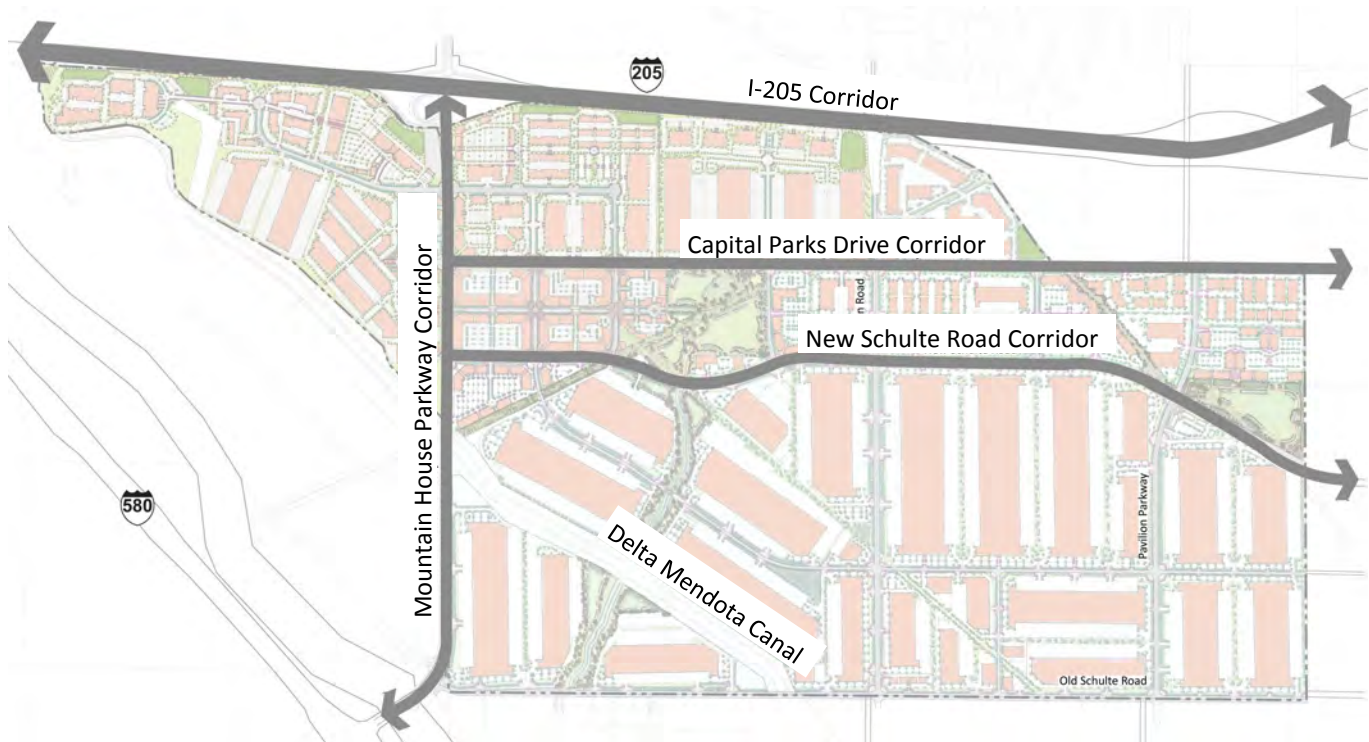 205
I-205 Corridor
Capital Parks Drive Corridor
Mountain House Parkway Corridor
New Schulte Road Corridor
580
Delta Mendota Canal
Pavilion Parkway
Old Schulte Road
Road